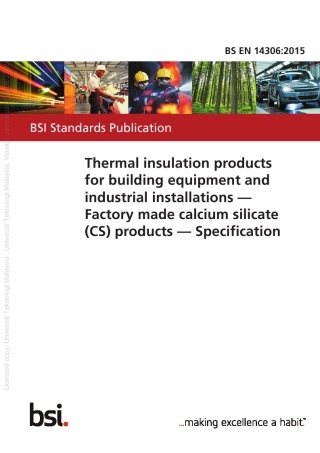 BS EN 14306:2015
BSI Standards Publication
Thermal insulation products
for building equipment and
industrial installations —
Factory made calcium silicate
(CS) products — Specification
bsi.
...making excellence a habit.™
Licensed copy: Universiti Teknologi Malaysia, Universiti Teknologi Malaysia, Version